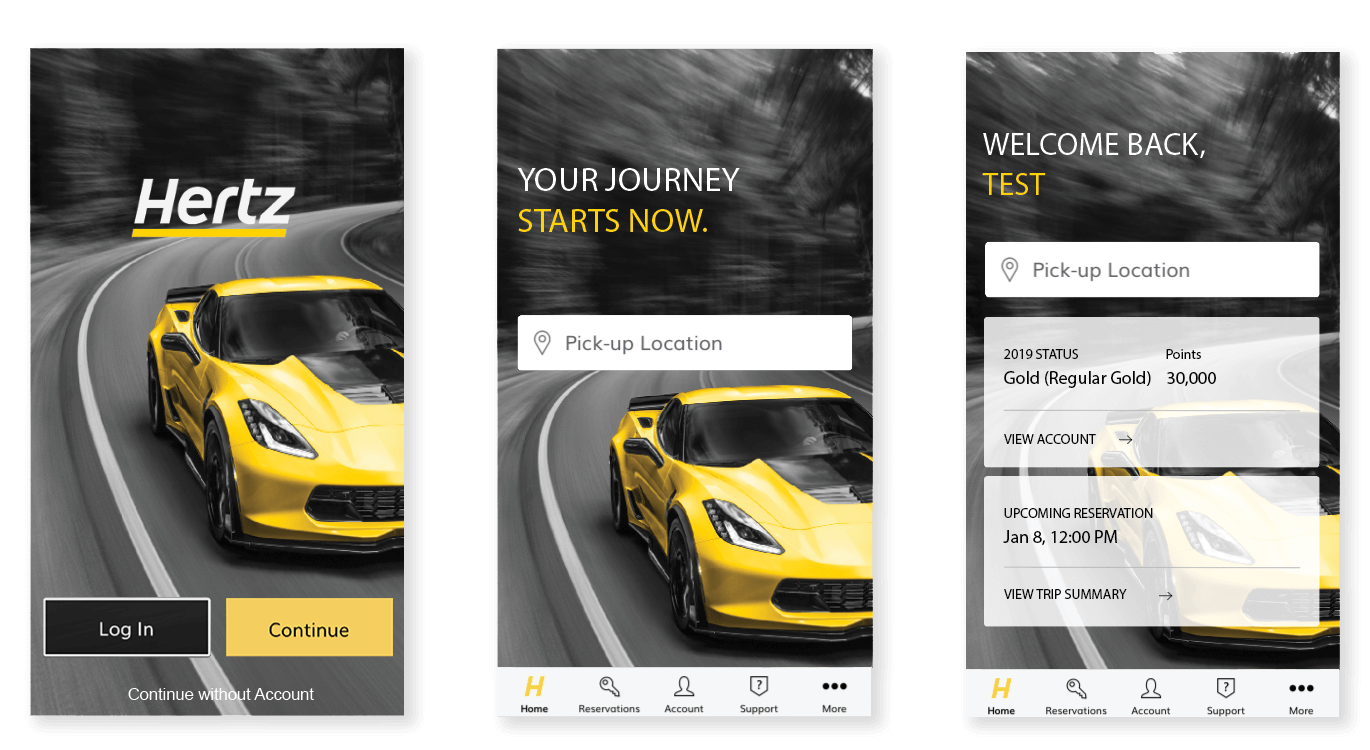 Hertz
Log In
Continue
Continue without Account
YOUR JOURNEY
STARTS NOW.
Pick-up Location
H
?
Home
Reservations
Account
Support
More
WELCOME BACK,
TEST
Pick-up Location
2019 STATUS
Points
Gold (Regular Gold)
30,000
VIEW ACCOUNT
UPCOMING RESERVATION
Jan 8, 12:00 PM
VIEW TRIP SUMMARY
H
?
Home
Reservations
Account
Support
More